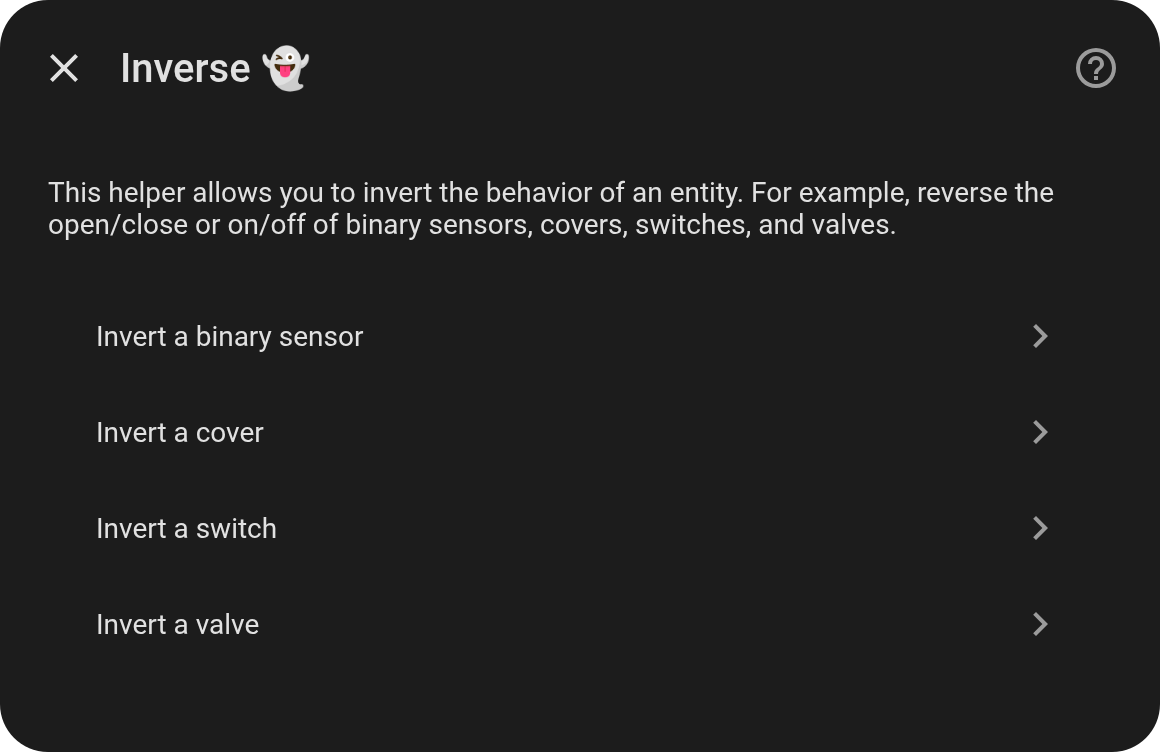 Inverse 👻
This helper allows you to invert the behavior of an entity. For example, reverse the
open/close or on/off of binary sensors, covers, switches, and valves.
Invert a binary sensor
Invert a cover
Invert a switch
Invert a valve